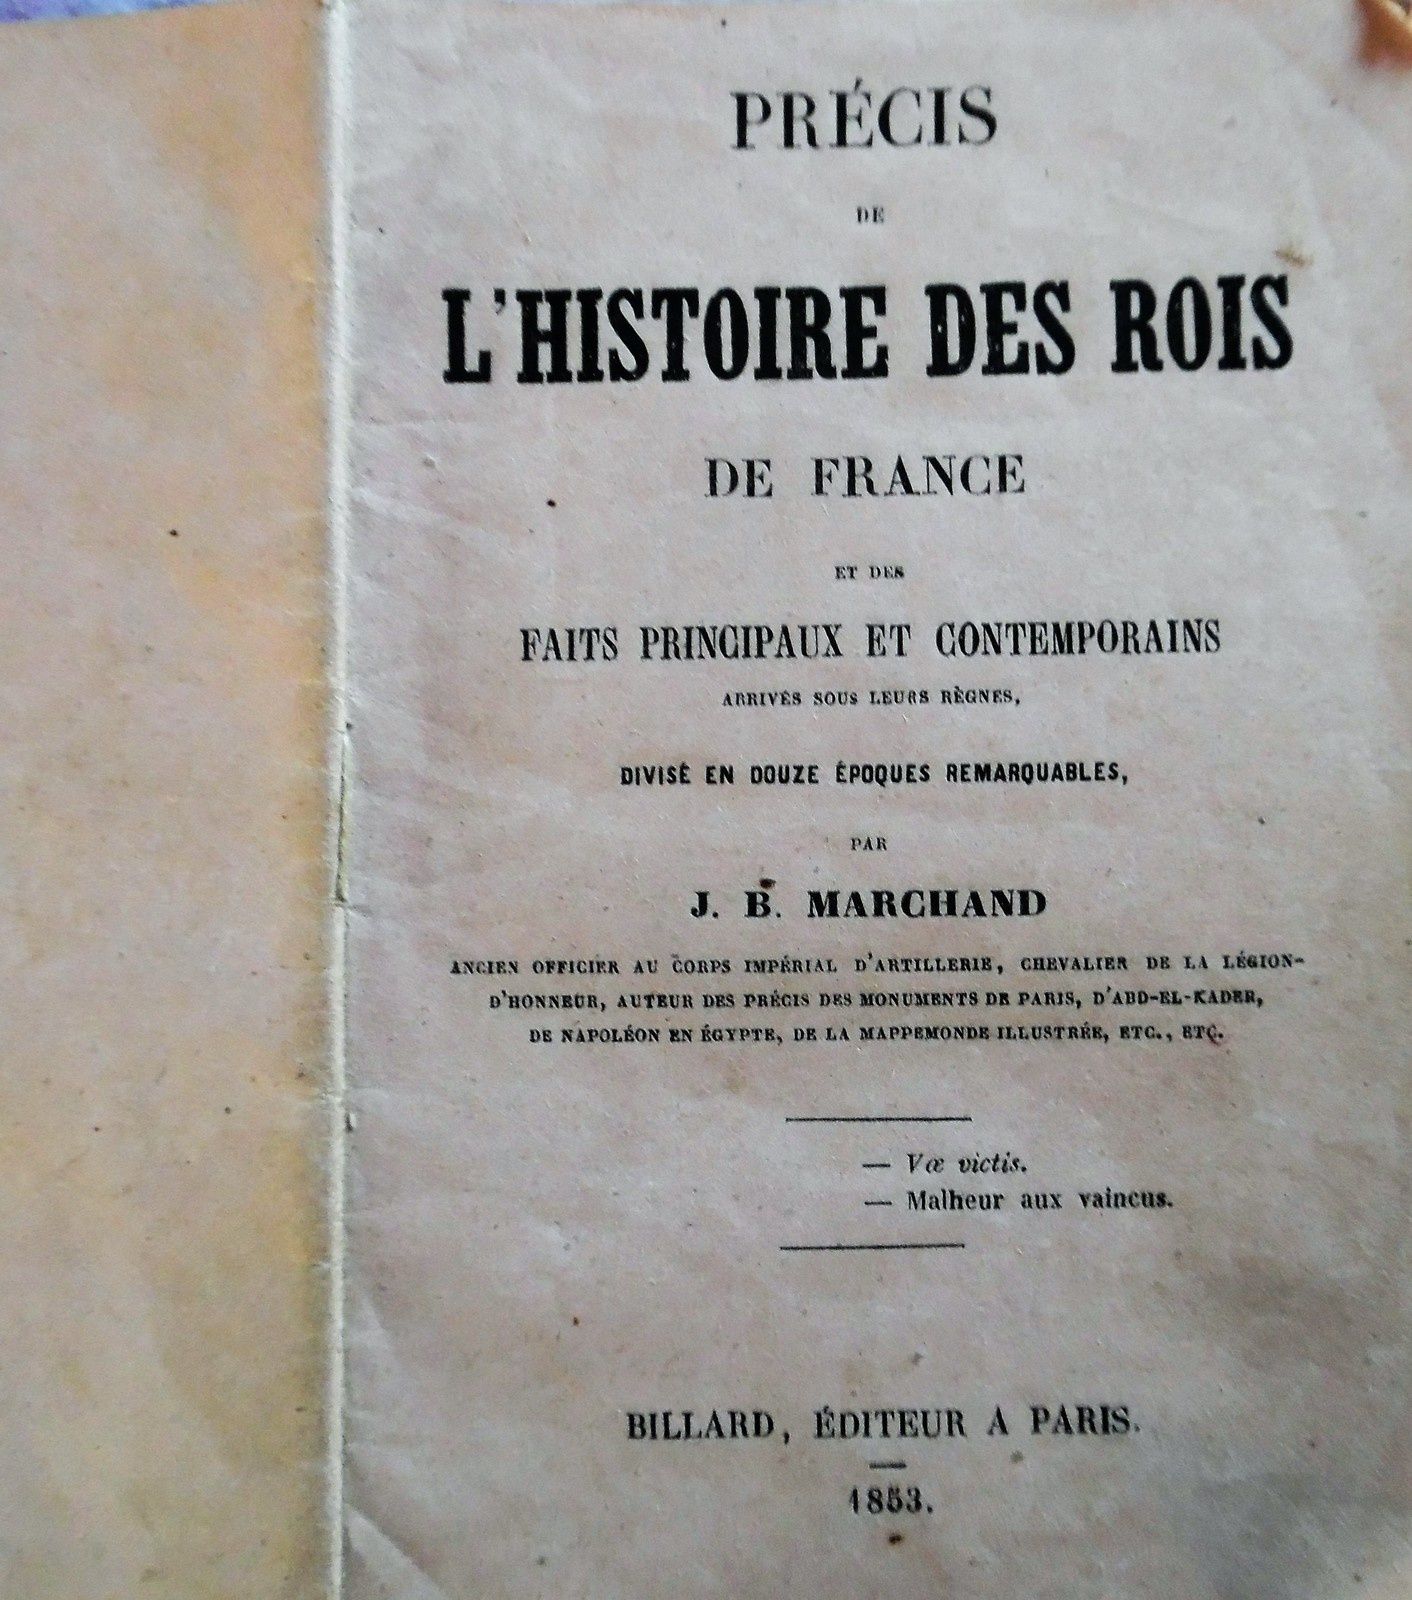 PRÉCIS
DE
L'HISTOIRE DES ROIS
DE FRANCE
ET DES
FAITS PRINCIPAUX ET CONTEMPORAINS
ARRIVÉS SOUS LEURS RÈGNES,
DIVISÉ EN DOUZE ÉPOQUES REMARQUABLES,
PAR
J. B. MARCHAND
ANCIEN OFFICIER AU CORPS IMPÉRIAL D'ARTILLERIE, CHEVALIER DE LA LÉGION-
D'HONNEUR, AUTEUR DES PRÉCIS DES MONUMENTS DE PARIS, D'ABD-EL-KADER,
DE NAPOLÉON EN ÉGYPTE, DE LA MAPPEMONDE ILLUSTRÉE, ETC., ETC.
— Væ victis.
— Malheur aux vaincus.
BILLARD, ÉDITEUR A PARIS.
1853.